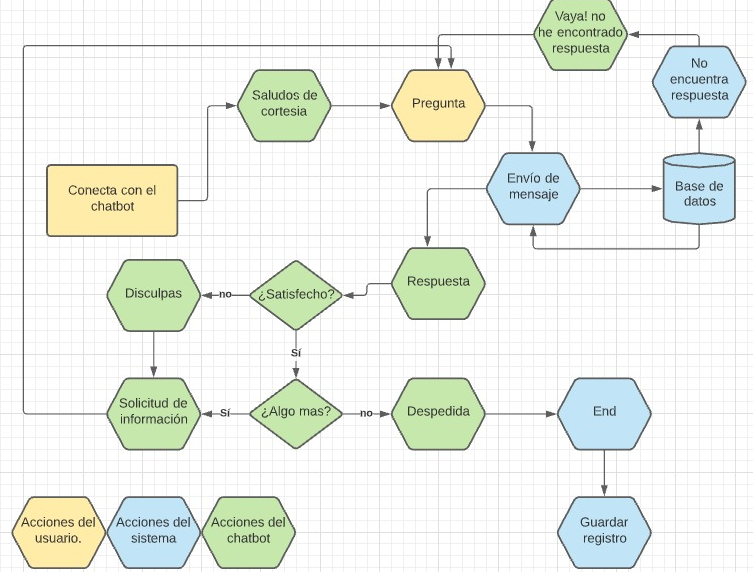 Vaya! no
he encontrado
respuesta
No
encuentra
respuesta
Saludos de
cortesia
Pregunta
Conecta con el
chatbot
Envío de
mensaje
Base de
datos
Disculpas
no
¿Satisfecho?
Respuesta
Sí
Solicitud de
información
Sí
¿Algo mas?
no
Despedida
End
Acciones del
usuario.
Acciones del
sistema
Acciones del
chatbot
Guardar
registro